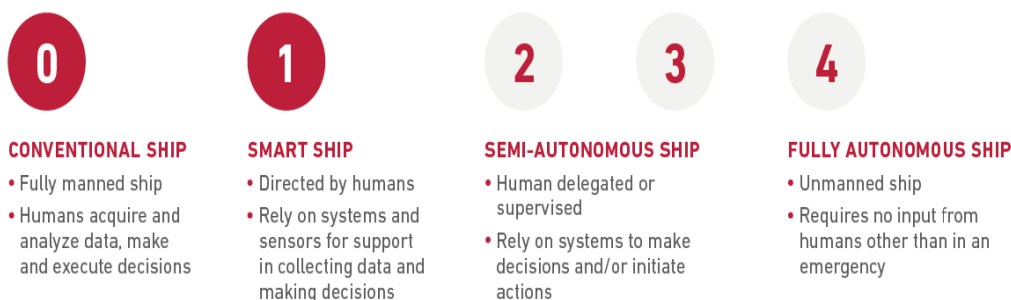 0
1
2
3
4
CONVENTIONAL SHIP
• Fully manned ship
• Humans acquire and
analyze data, make
and execute decisions
SMART SHIP
• Directed by humans
• Rely on systems and
sensors for support
in collecting data and
making decisions
SEMI-AUTONOMOUS SHIP
• Human delegated or
supervised
• Rely on systems to make
decisions and/or initiate
actions
FULLY AUTONOMOUS SHIP
• Unmanned ship
• Requires no input from
humans other than in an
emergency